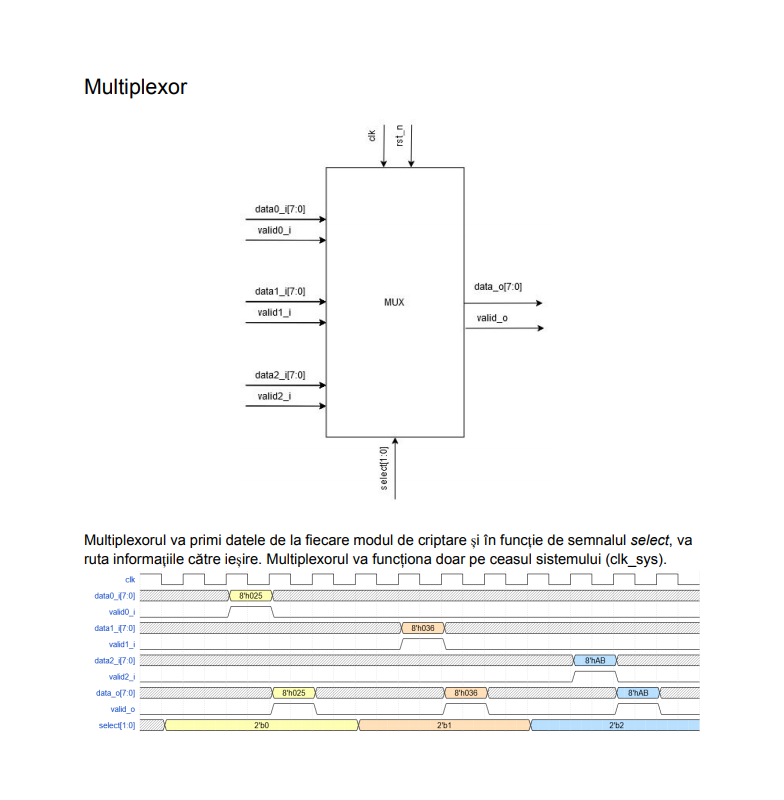 Multiplexor
clk
rst_n
data0_i[7:0]
valid0_i
data1_i[7:0]
valid1_i
data2_i[7:0]
valid2_i
MUX
data_o[7:0]
valid_o
select[1:0]
Multiplexorul va primi datele de la fiecare modul de criptare şi în funcţie de semnalul select, va
ruta informaţiile către ieşire. Multiplexorul va funcţiona doar pe ceasul sistemului (clk_sys).
clk
data0_i[7:0] 8'h025
valid0_i
data1_i[7:0] 8'h036
valid1_i
data2_i[7:0] 8'hAB
valid2_i
data_o[7:0] 8'h025 8'h036 8'hAB
valid_o
select[1:0] 2'b0 2'b1 2'b2